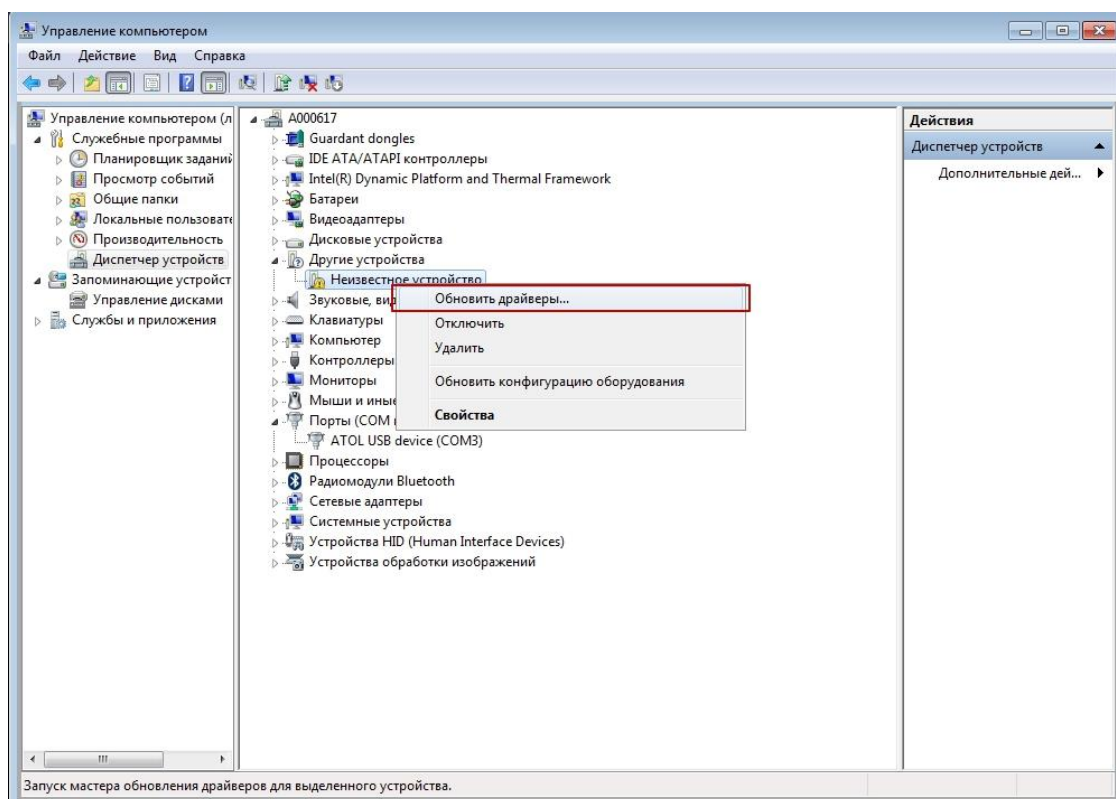 Управление компьютером
Файл Действие Вид Справка
Управление компьютером (л
Служебные программы
Планировщик заданий
Просмотр событий
Общие папки
Локальные пользовате
Производительность
Диспетчер устройств
Запоминающие устройст
Управление дисками
Службы и приложения
A000617
Guardant dongles
IDE ATA/ATAPI контроллеры
Intel(R) Dynamic Platform and Thermal Framework
Батареи
Видеоадаптеры
Дисковые устройства
Другие устройства
Неизвестное устройство
Звуковые, вид
Клавиатуры
Компьютер
Контроллеры
Мониторы
Мыши и иные
Порты (COM
ATOL USB device (COM3)
Процессоры
Радиомодули Bluetooth
Сетевые адаптеры
Системные устройства
Устройства HID (Human Interface Devices)
Устройства обработки изображений
Обновить драйверы...
Отключить
Удалить
Обновить конфигурацию оборудования
Свойства
Действия
Диспетчер устройств
Дополнительные дей...
Запуск мастера обновления драйверов для выделенного устройства.